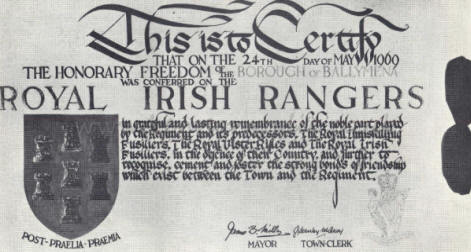 This is to Certify
THAT ON THE 24TH DAY OF MAY 1969
THE HONORARY FREEDOM OF THE BOROUGH OF BALLYMENA
WAS CONFERRED ON THE
ROYAL IRISH RANGERS
in grateful and lasting remembrance of the noble part played
by the Regiment and its predecessors, The Royal Inniskilling
Fusiliers, The Royal Ulster Rifles and The Royal Irish
Fusiliers, in the defence of their Country, and further to
recognise, cement and foster the strong bonds of friendship
which exist between the Town and the Regiment.
POST·PRAELIA·PRAEMIA
MAYOR TOWN CLERK